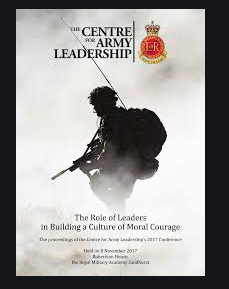 THE CENTRE
FOR ARMY
LEADERSHIP
The Role of Leaders
in Building a Culture of Moral Courage
The proceedings of the Centre for Army Leadership's 2017 Conference
Held on 8 November 2017
Robertson House,
the Royal Military Academy Sandhurst